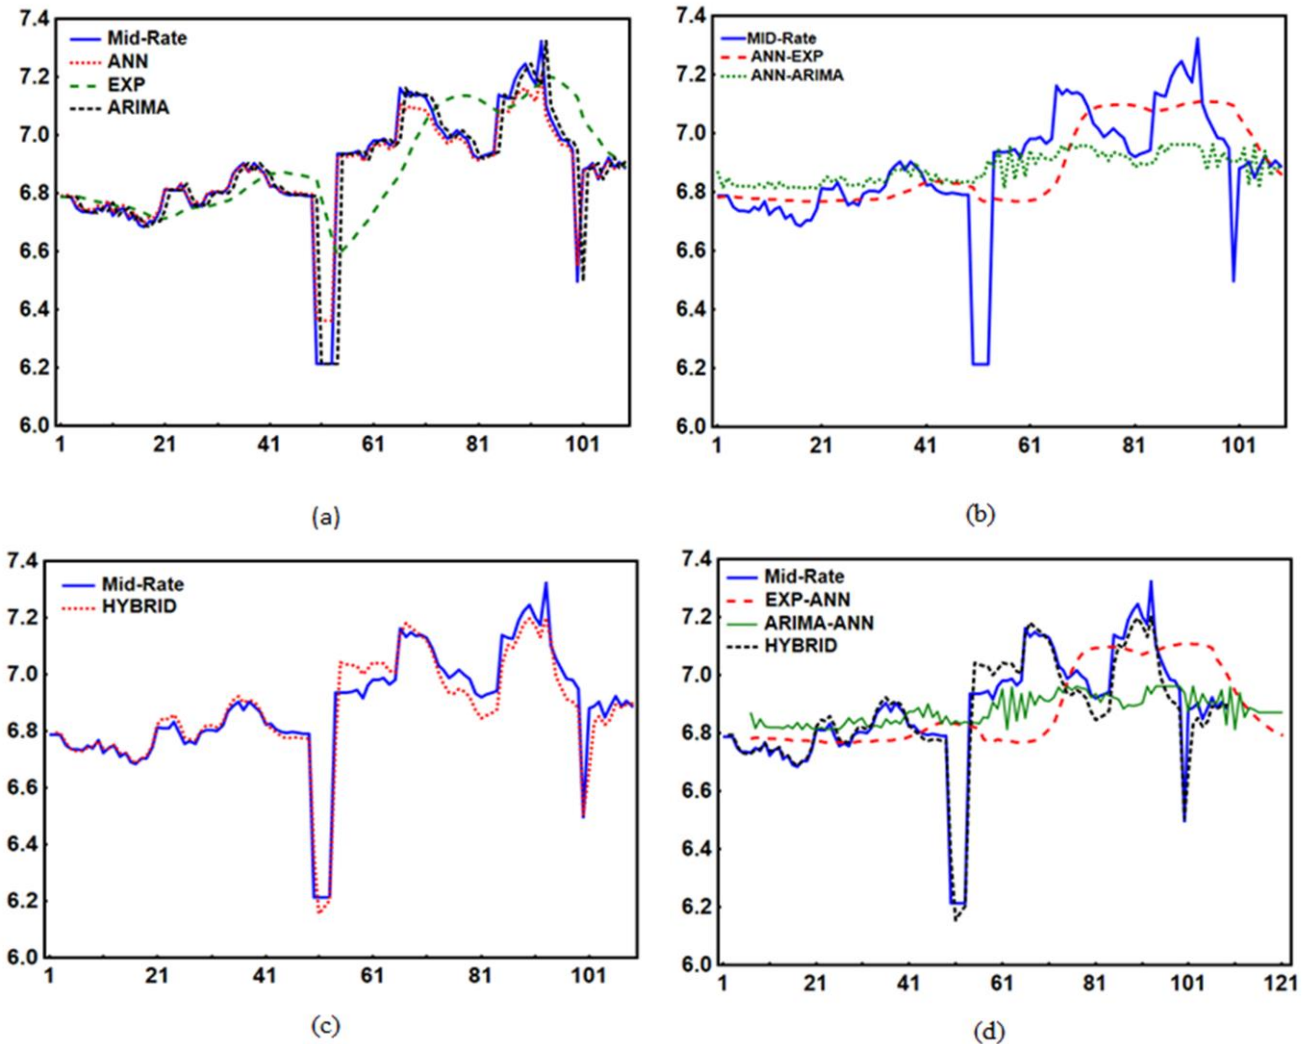 7.4
Mid-Rate
ANN
EXP
ARIMA
7.2
7.0
6.8
6.6
6.4
6.2
6.0
1 21 41 61 81 101
(a)
7.4
MID-Rate
ANN-EXP
ANN-ARIMA
7.2
7.0
6.8
6.6
6.4
6.2
6.0
1 21 41 61 81 101
(b)
7.4
Mid-Rate
HYBRID
7.2
7.0
6.8
6.6
6.4
6.2
6.0
1 21 41 61 81 101
(c)
7.4
Mid-Rate
EXP-ANN
ARIMA-ANN
HYBRID
7.2
7.0
6.8
6.6
6.4
6.2
6.0
1 21 41 61 81 101 121
(d)